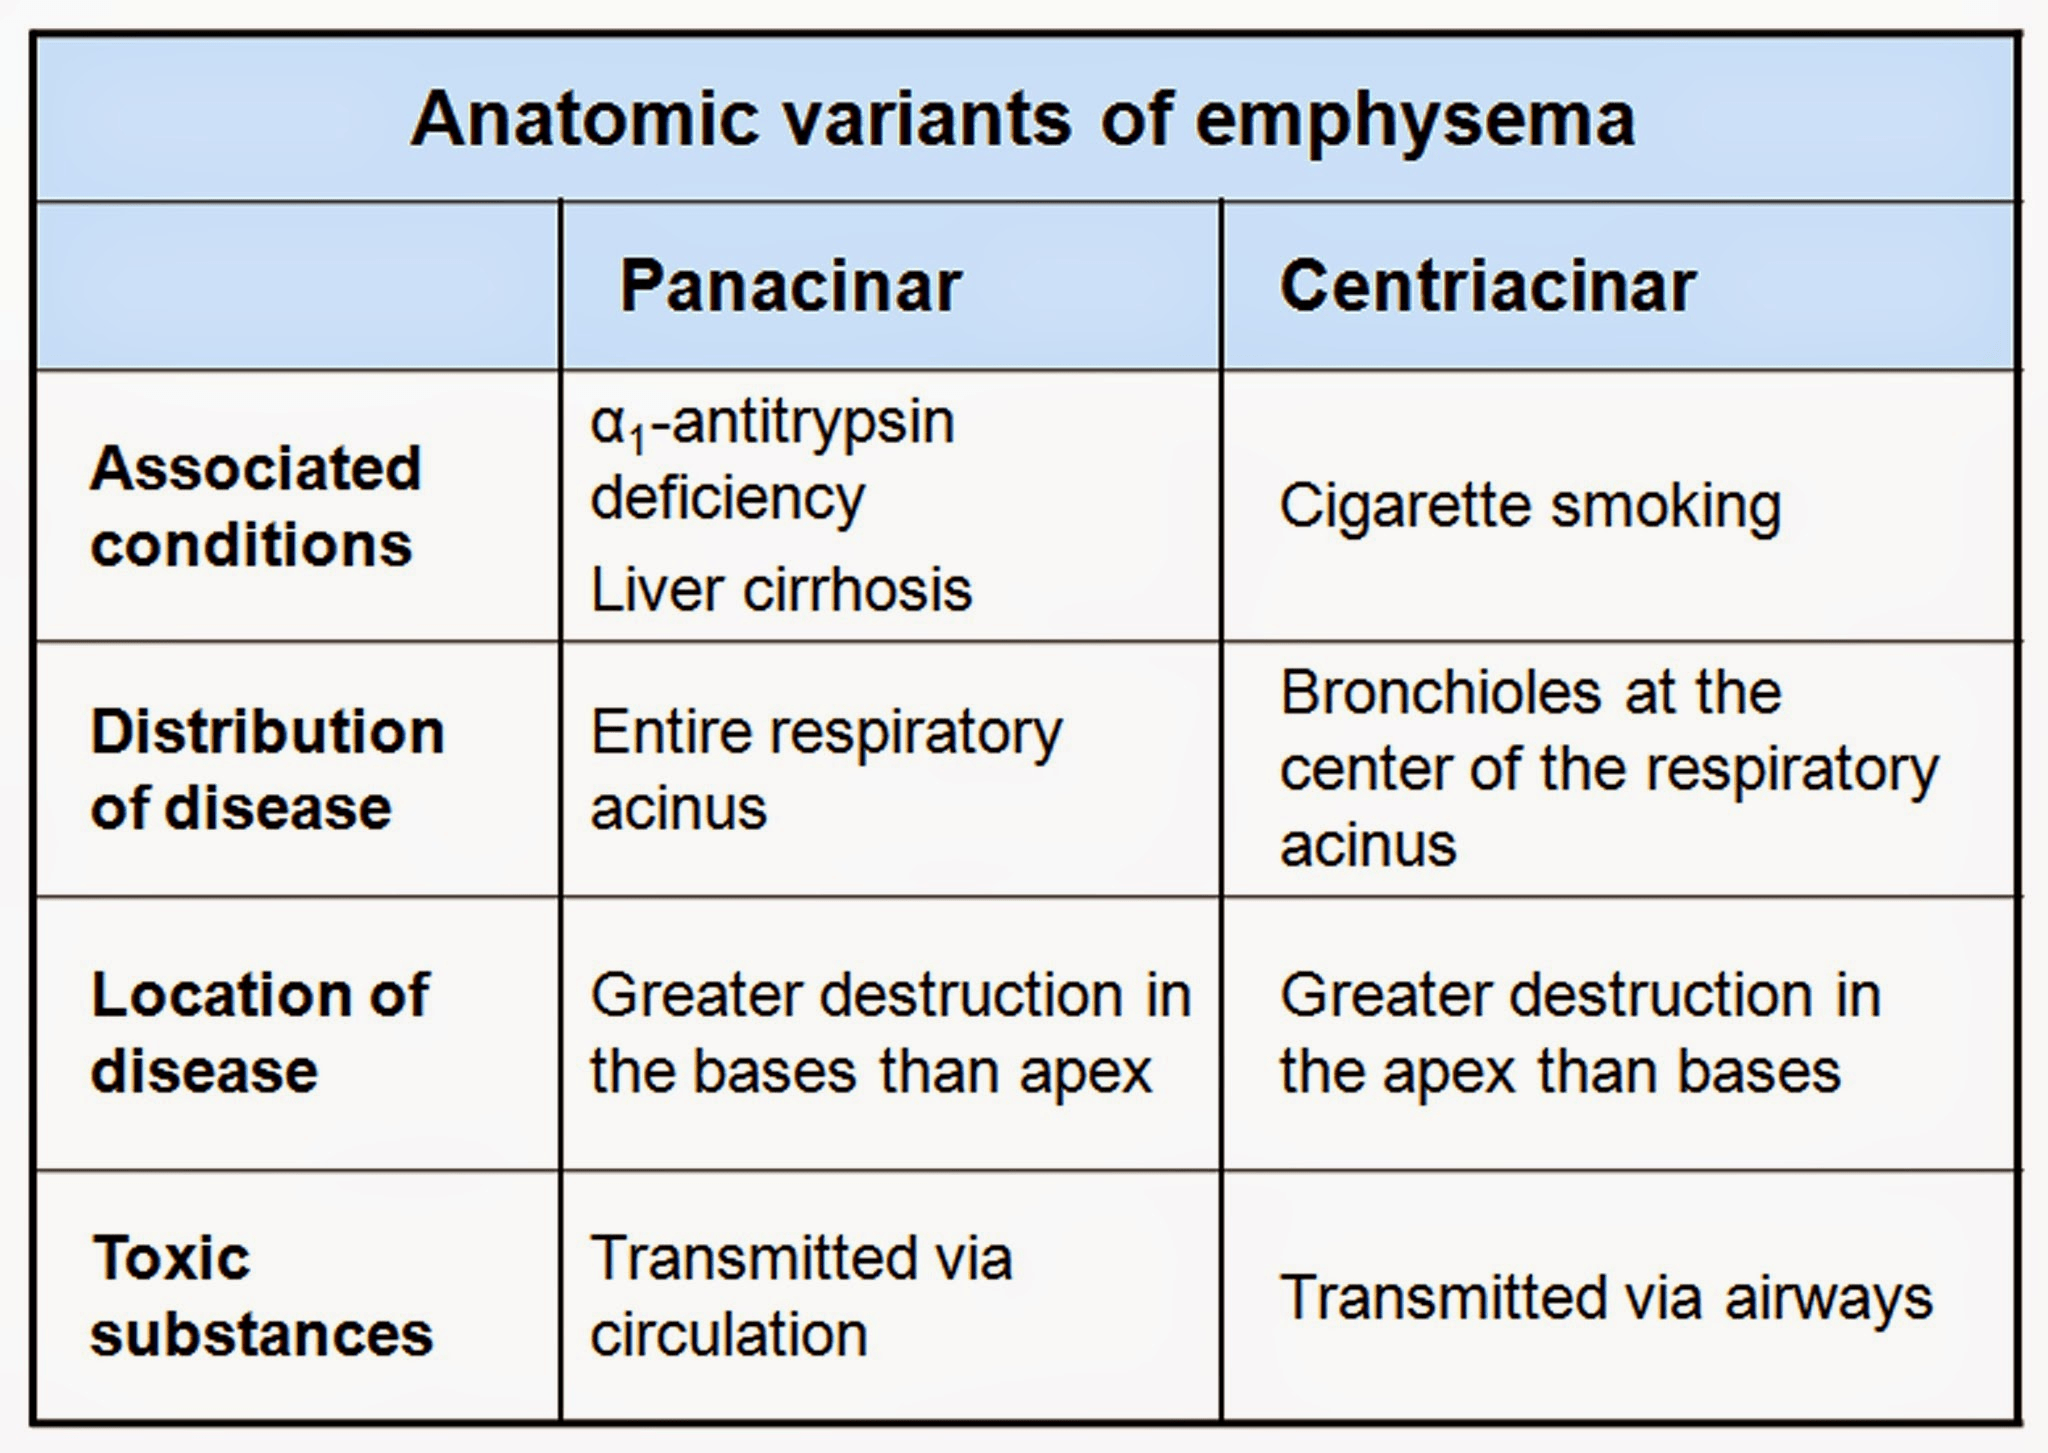 Anatomic variants of emphysema
Panacinar
Centriacinar
Associated
conditions
α₁-antitrypsin
deficiency
Liver cirrhosis
Cigarette smoking
Distribution
of disease
Entire respiratory
acinus
Bronchioles at the
center of the respiratory
acinus
Location of
disease
Greater destruction in
the bases than apex
Greater destruction in
the apex than bases
Toxic
substances
Transmitted via
circulation
Transmitted via airways